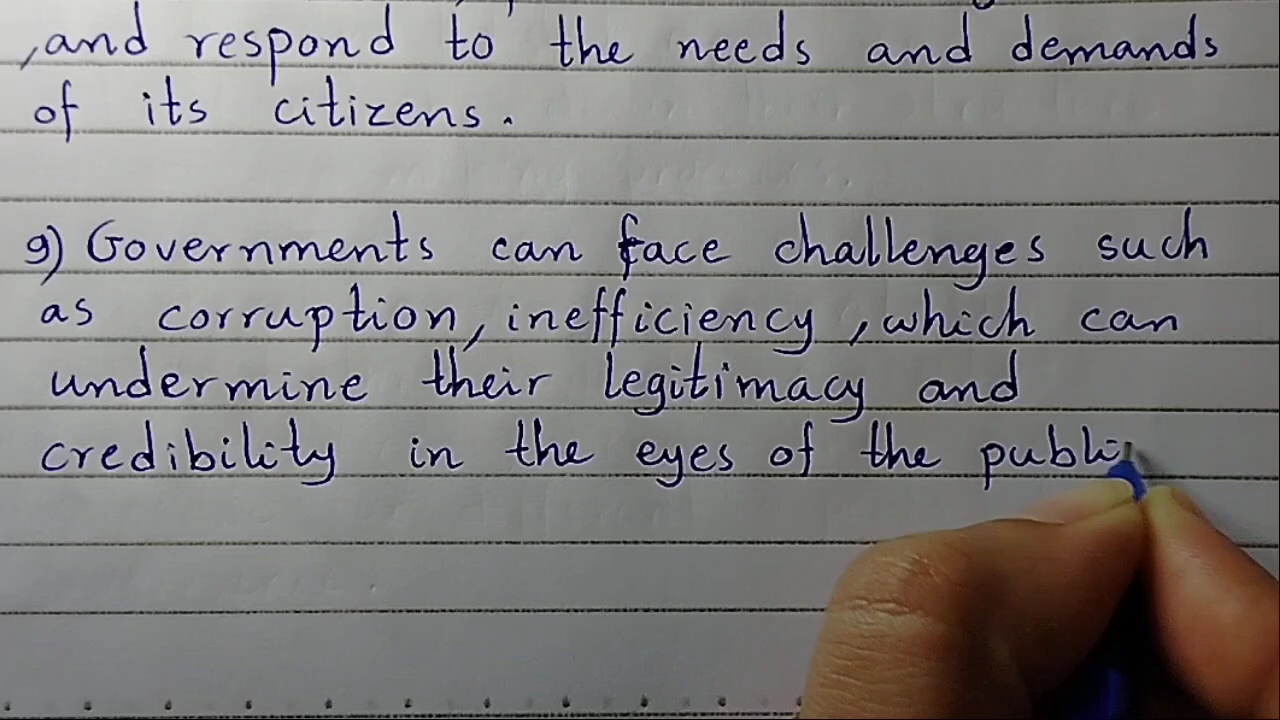 ,and respond to the needs and demands
of its citizens.
9) Governments can face challenges such
as corruption, inefficiency, which can
undermine their legitimacy and
credibility in the eyes of the publi